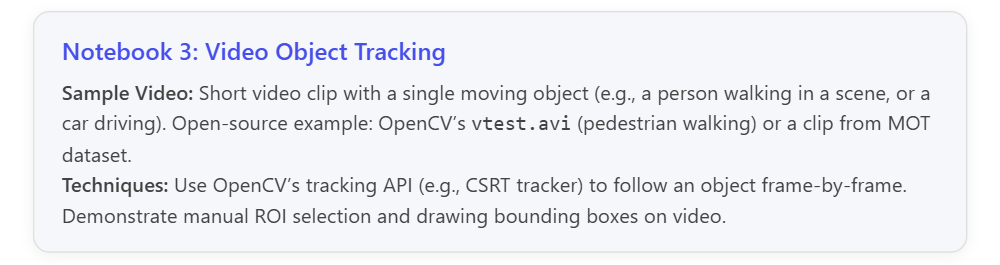 Notebook 3: Video Object Tracking
Sample Video: Short video clip with a single moving object (e.g., a person walking in a scene, or a
car driving). Open-source example: OpenCV’s vtest.avi (pedestrian walking) or a clip from MOT
dataset.
Techniques: Use OpenCV’s tracking API (e.g., CSRT tracker) to follow an object frame-by-frame.
Demonstrate manual ROI selection and drawing bounding boxes on video.